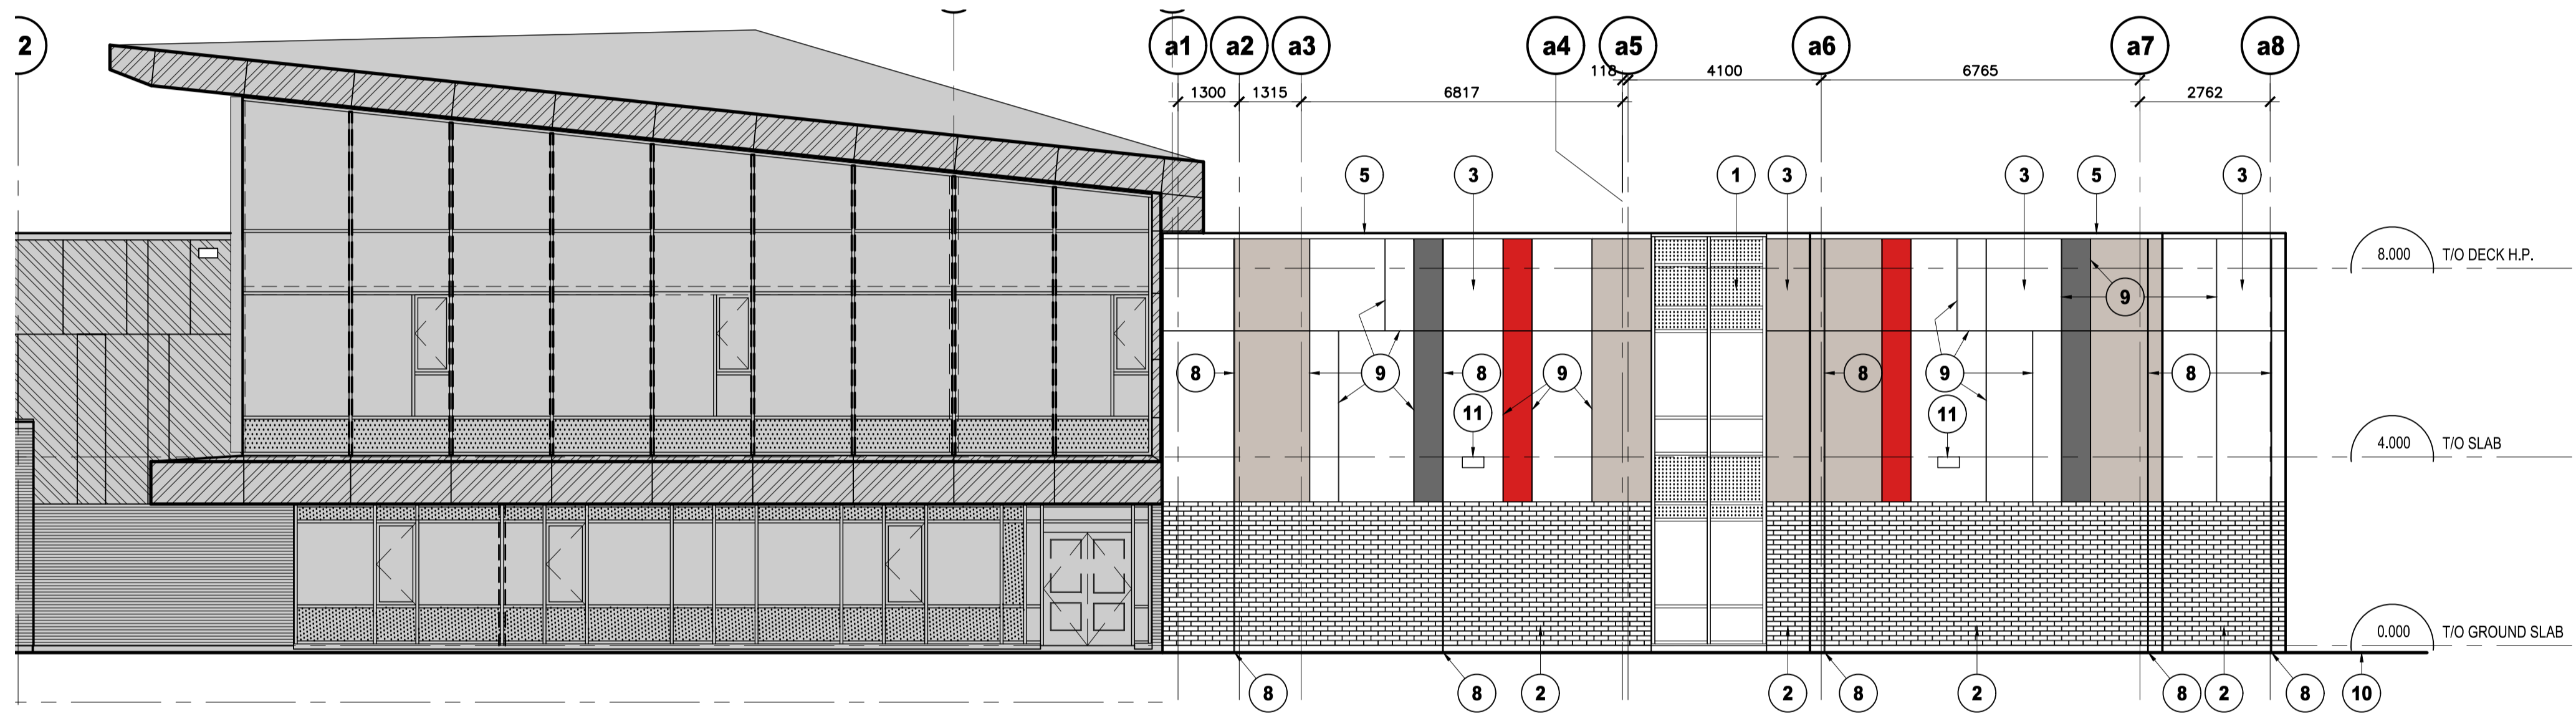 2
a1 a2 a3 a4 a5 a6 a7 a8
118 4100 6765
1300 1315 6817 2762
5 3 1 3 3 5 3
8.000 T/O DECK H.P.
9
8 9 8 9 8 9 8
11 11
4.000 T/O SLAB
0.000 T/O GROUND SLAB
8 8 2 2 8 2 8 2 8 10